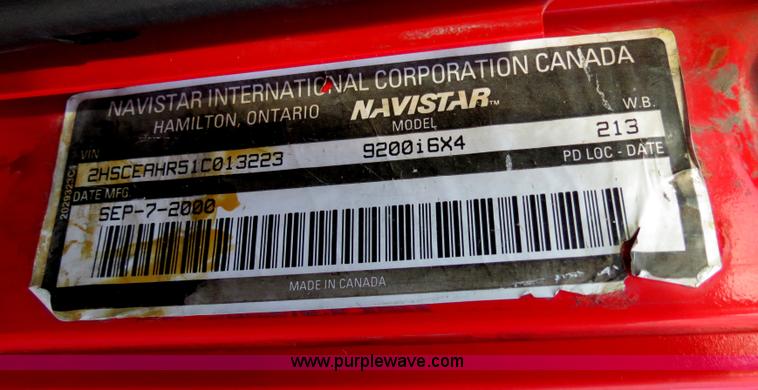 NAVISTAR INTERNATIONAL CORPORATION CANADA
HAMILTON, ONTARIO NAVISTAR™
VIN MODEL W.B.
2HSCEAHR51C013223 9200i6X4 213
DATE MFG. PD LOC - DATE
SEP-7-2000
MADE IN CANADA
www.purplewave.com